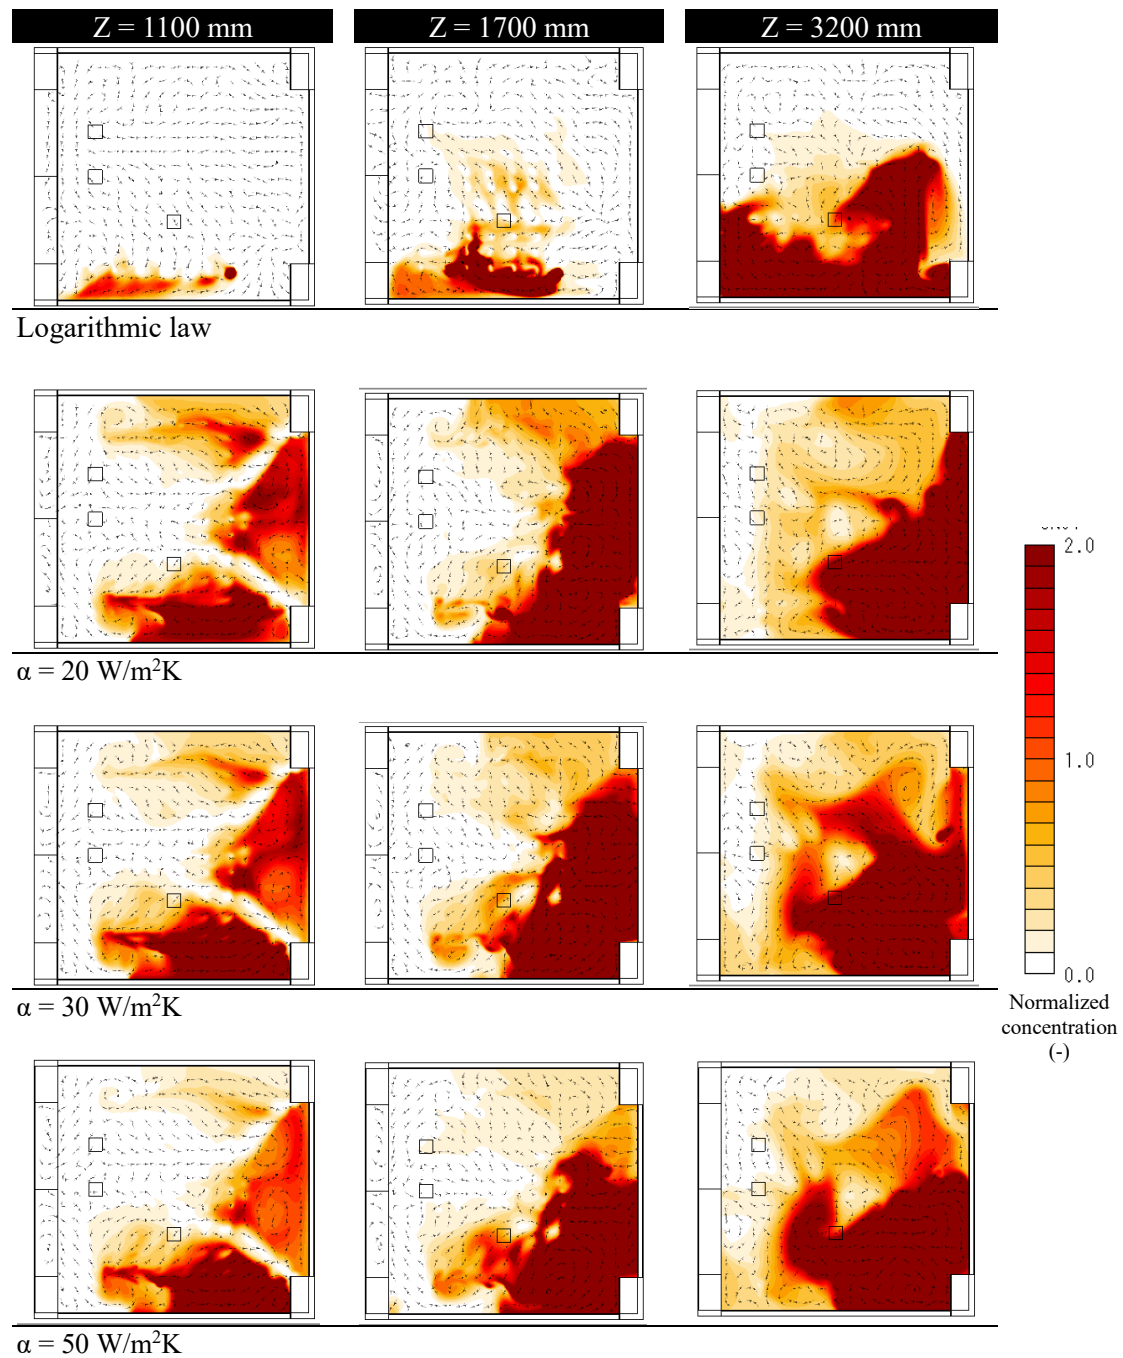 Z = 1100 mm
Z = 1700 mm
Z = 3200 mm
Logarithmic law
α = 20 W/m²K
2.0
1.0
0.0
Normalized
concentration
(-)
α = 30 W/m²K
α = 50 W/m²K